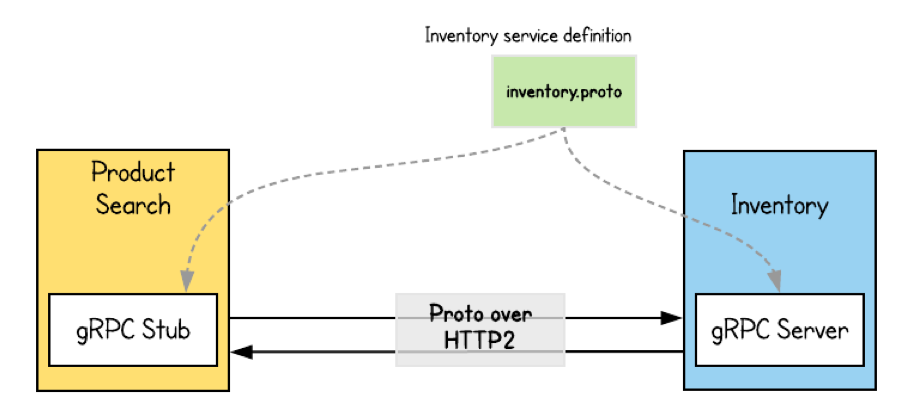 Inventory service definition
inventory.proto
Product
Search
Inventory
gRPC Stub
Proto over
HTTP2
gRPC Server